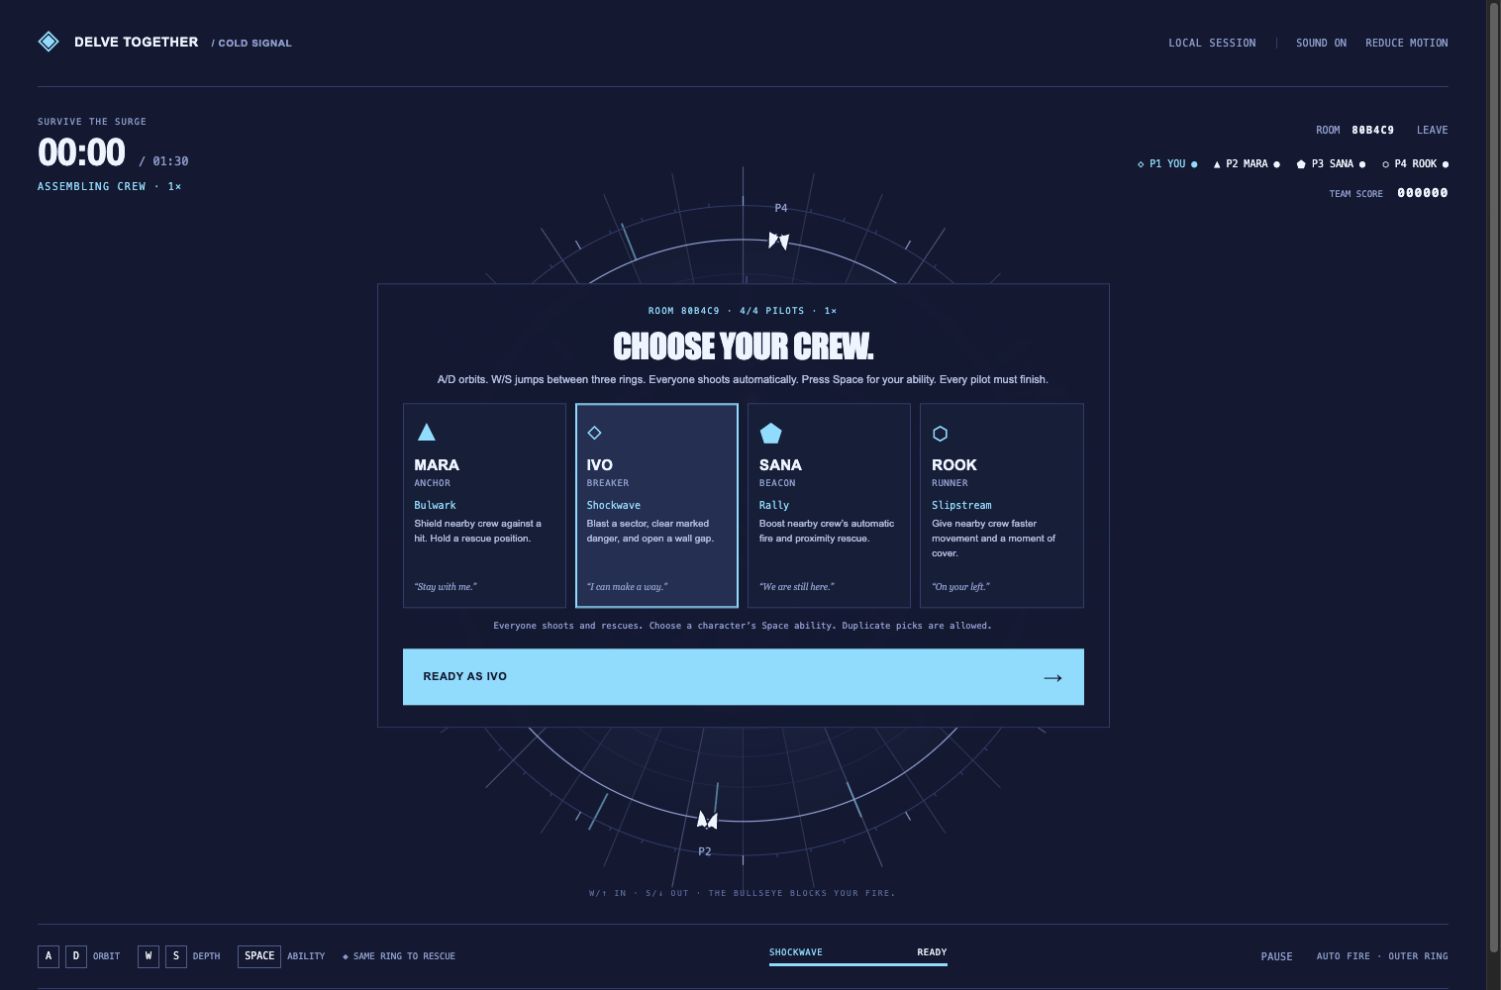 DELVE TOGETHER / COLD SIGNAL
LOCAL SESSION SOUND ON REDUCE MOTION
SURVIVE THE SURGE
00:00 / 01:30
ASSEMBLING CREW · 1×
ROOM 80B4C9 LEAVE
P1 YOU P2 MARA P3 SANA P4 ROOK
TEAM SCORE 000000
P4
ROOM 80B4C9 · 4/4 PILOTS · 1×
CHOOSE YOUR CREW.
A/D orbits. W/S jumps between three rings. Everyone shoots automatically. Press Space for your ability. Every pilot must finish.
MARA
ANCHOR
Bulwark
Shield nearby crew against a
hit. Hold a rescue position.
“Stay with me.”
IVO
BREAKER
Shockwave
Blast a sector, clear marked
danger, and open a wall gap.
“I can make a way.”
SANA
BEACON
Rally
Boost nearby crew’s automatic
fire and proximity rescue.
“We are still here.”
ROOK
RUNNER
Slipstream
Give nearby crew faster
movement and a moment of
cover.
“On your left.”
Everyone shoots and rescues. Choose a character’s Space ability. Duplicate picks are allowed.
READY AS IVO →
P2
W/↑ IN · S/↓ OUT · THE BULLSEYE BLOCKS YOUR FIRE.
A D ORBIT W S DEPTH SPACE ABILITY ◆ SAME RING TO RESCUE
SHOCKWAVE READY
PAUSE AUTO FIRE · OUTER RING